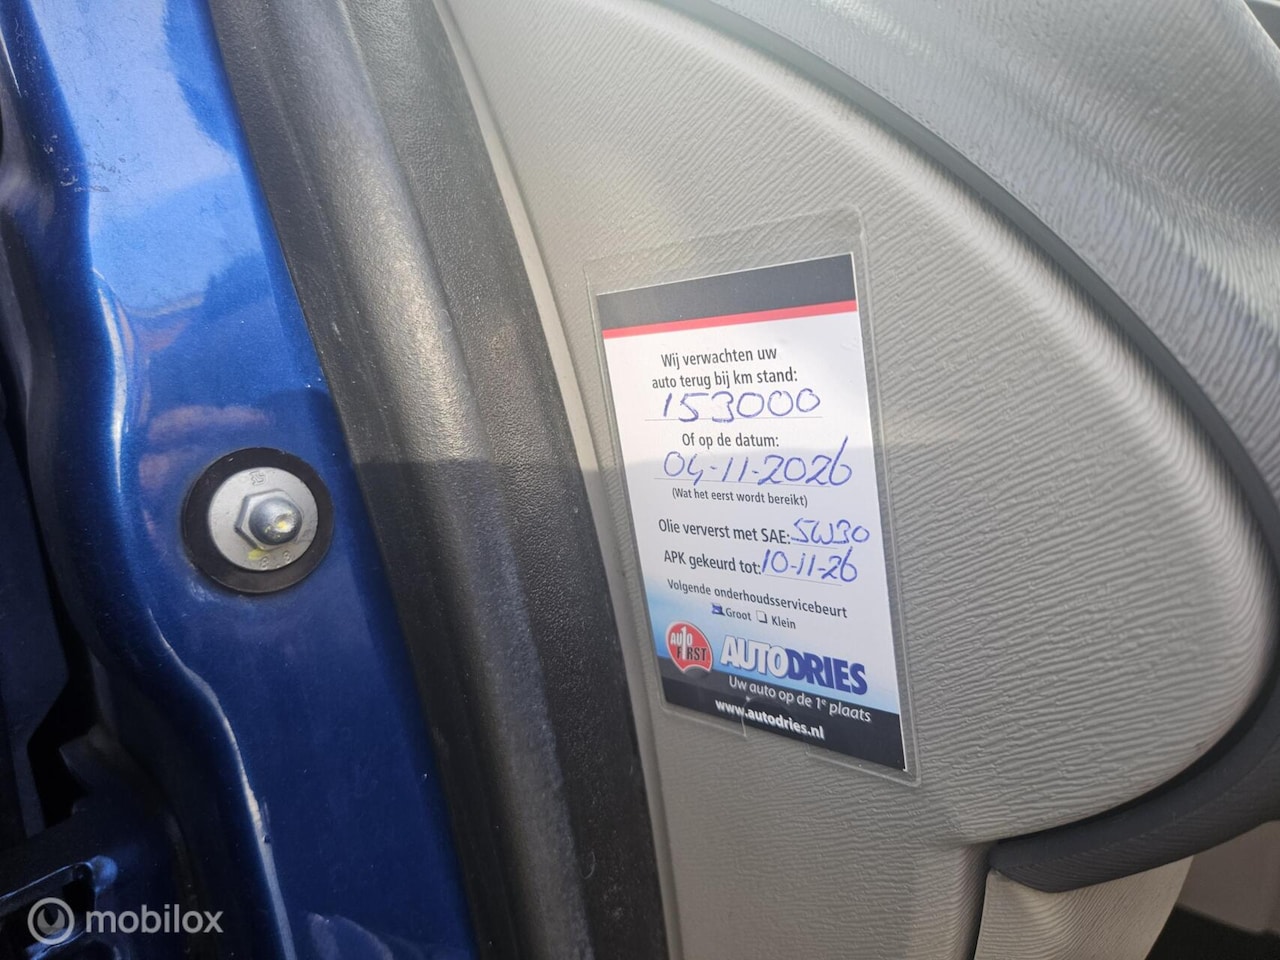 Wij verwachten uw
auto terug bij km stand:
153000
Of op de datum:
04-11-2026
(Wat het eerst wordt bereikt)
Olie ververst met SAE: 5W30
APK gekeurd tot: 10-11-26
Volgende onderhoudsservicebeurt
Groot Klein
AUTO FIRST
AUTODRIES
Uw auto op de 1e plaats
www.autodries.nl
8 8
mobilox